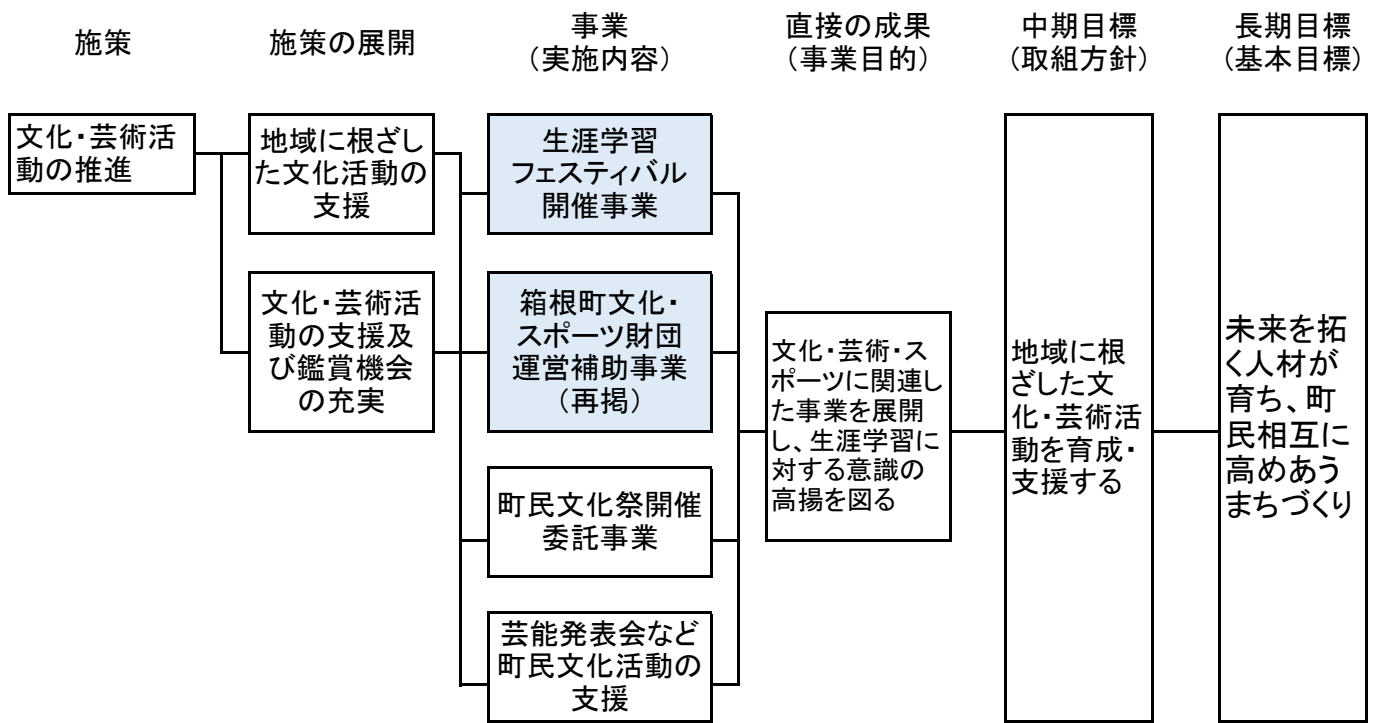 施策
施策の展開
事業
（実施内容）
直接の成果
（事業目的）
中期目標
（取組方針）
長期目標
（基本目標）
文化・芸術活
動の推進
地域に根ざし
た文化活動の
支援
文化・芸術活
動の支援及
び鑑賞機会
の充実
生涯学習
フェスティバル
開催事業
箱根町文化・
スポーツ財団
運営補助事業
（再掲）
町民文化祭開催
委託事業
芸能発表会など
町民文化活動の
支援
文化・芸術・ス
ポーツに関連し
た事業を展開
し、生涯学習に
対する意識の
高揚を図る
地域に根
ざした文
化・芸術活
動を育成・
支援する
未来を拓
く人材が
育ち、町
民相互に
高めあう
まちづくり